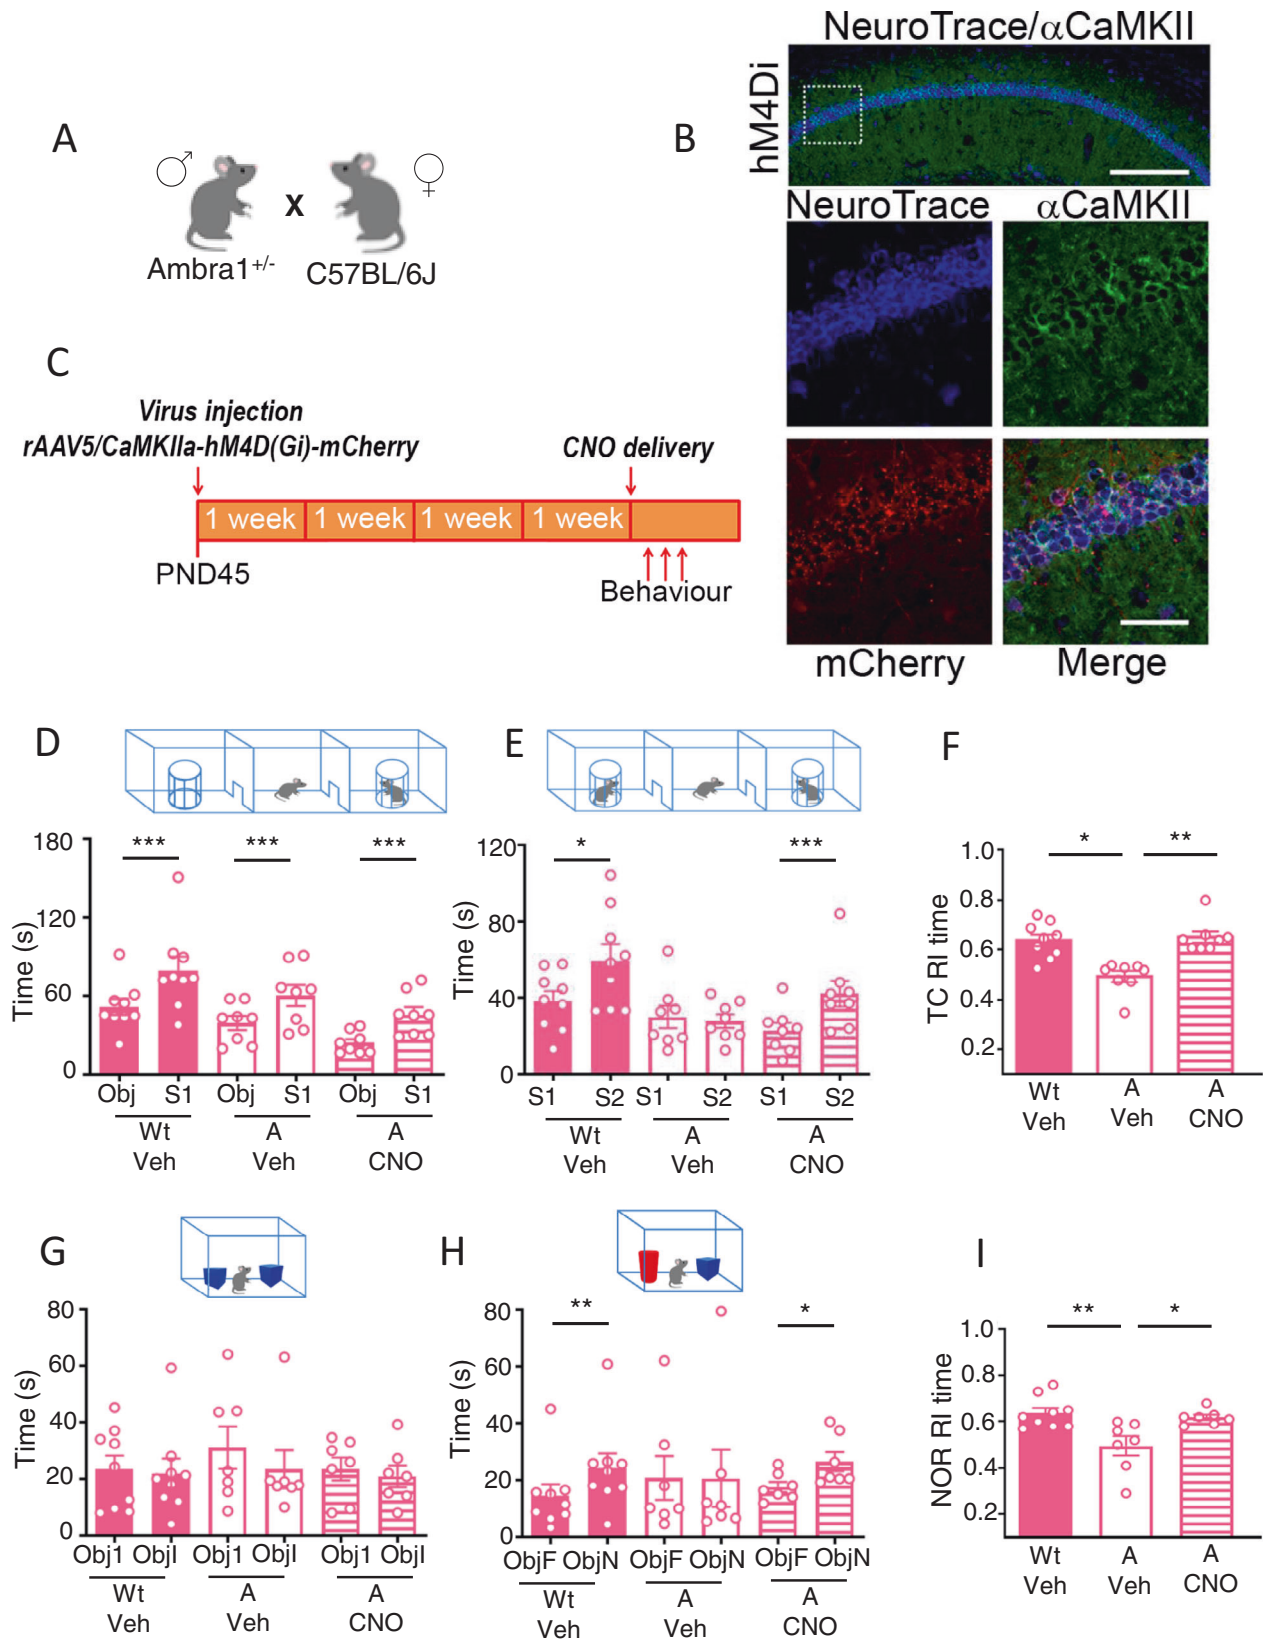 A
♂
♀
X
Ambra1+/-
C57BL/6J
B
NeuroTrace/αCaMKII
hM4Di
NeuroTrace
αCaMKII
mCherry
Merge
C
Virus injection
rAAV5/CaMKIIa-hM4D(Gi)-mCherry
CNO delivery
1 week
1 week
1 week
1 week
PND45
Behaviour
D
180
120
60
0
Time (s)
***
***
***
Obj
S1
Obj
S1
Obj
S1
Wt
Veh
A
Veh
A
CNO
E
120
80
40
0
Time (s)
*
***
S1
S2
S1
S2
S1
S2
Wt
Veh
A
Veh
A
CNO
F
1.0
0.8
0.6
0.4
0.2
TC RI time
*
**
Wt
Veh
A
Veh
A
CNO
G
80
60
40
20
0
Time (s)
Obj1
ObjI
Obj1
ObjI
Obj1
ObjI
Wt
Veh
A
Veh
A
CNO
H
80
60
40
20
0
Time (s)
**
*
ObjF
ObjN
ObjF
ObjN
ObjF
ObjN
Wt
Veh
A
Veh
A
CNO
I
1.0
0.8
0.6
0.4
0.2
NOR RI time
**
*
Wt
Veh
A
Veh
A
CNO